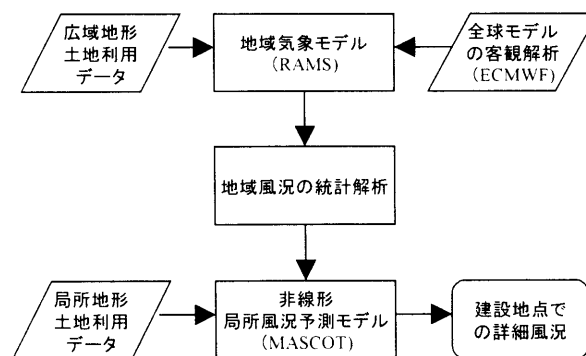 広域地形
土地利用
データ
地域気象モデル
(RAMS)
全球モデル
の客観解析
(ECMWF)
地域風況の統計解析
局所地形
土地利用
データ
非線形
局所風況予測モデル
(MASCOT)
建設地点で
の詳細風況